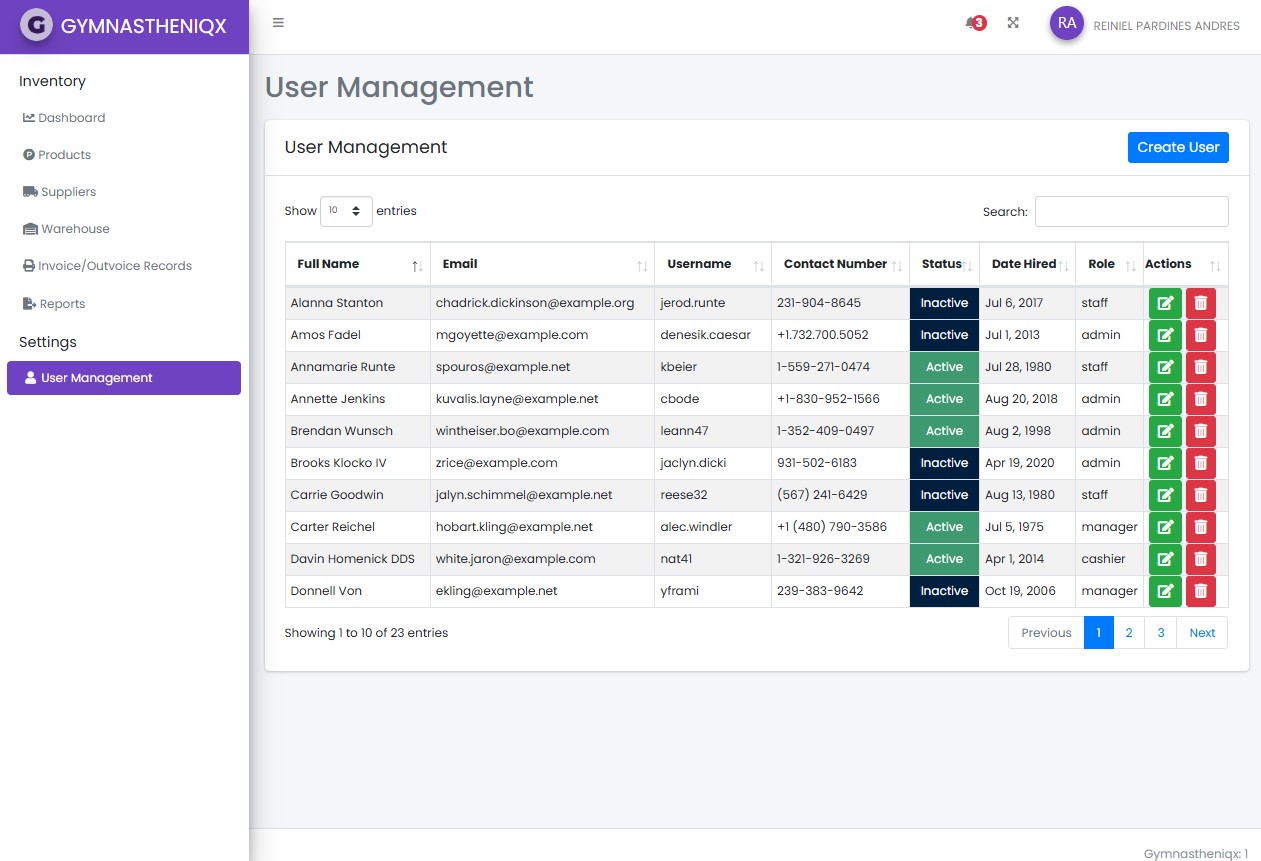 G GYMNASTHENIQX
3
RA REINIEL PARDINES ANDRES
Inventory
Dashboard
Products
Suppliers
Warehouse
Invoice/Outvoice Records
Reports
Settings
User Management
User Management
User Management Create User
Show 10 entries Search:
Full Name Email Username Contact Number Status Date Hired Role Actions
Alanna Stanton chadrick.dickinson@example.org jerod.runte 231-904-8645 Inactive Jul 6, 2017 staff
Amos Fadel mgoyette@example.com denesik.caesar +1.732.700.5052 Inactive Jul 1, 2013 admin
Annamarie Runte spouros@example.net kbeier 1-559-271-0474 Active Jul 28, 1980 staff
Annette Jenkins kuvalis.layne@example.net cbode +1-830-952-1566 Active Aug 20, 2018 admin
Brendan Wunsch wintheiser.bo@example.com leann47 1-352-409-0497 Active Aug 2, 1998 admin
Brooks Klocko IV zrice@example.com jaclyn.dicki 931-502-6183 Inactive Apr 19, 2020 admin
Carrie Goodwin jalyn.schimmel@example.net reese32 (567) 241-6429 Inactive Aug 13, 1980 staff
Carter Reichel hobart.kling@example.net alec.windler +1 (480) 790-3586 Active Jul 5, 1975 manager
Davin Homenick DDS white.jaron@example.com nat41 1-321-926-3269 Active Apr 1, 2014 cashier
Donnell Von ekling@example.net yframi 239-383-9642 Inactive Oct 19, 2006 manager
Showing 1 to 10 of 23 entries Previous 1 2 3 Next
Gymnastheniqx: 1